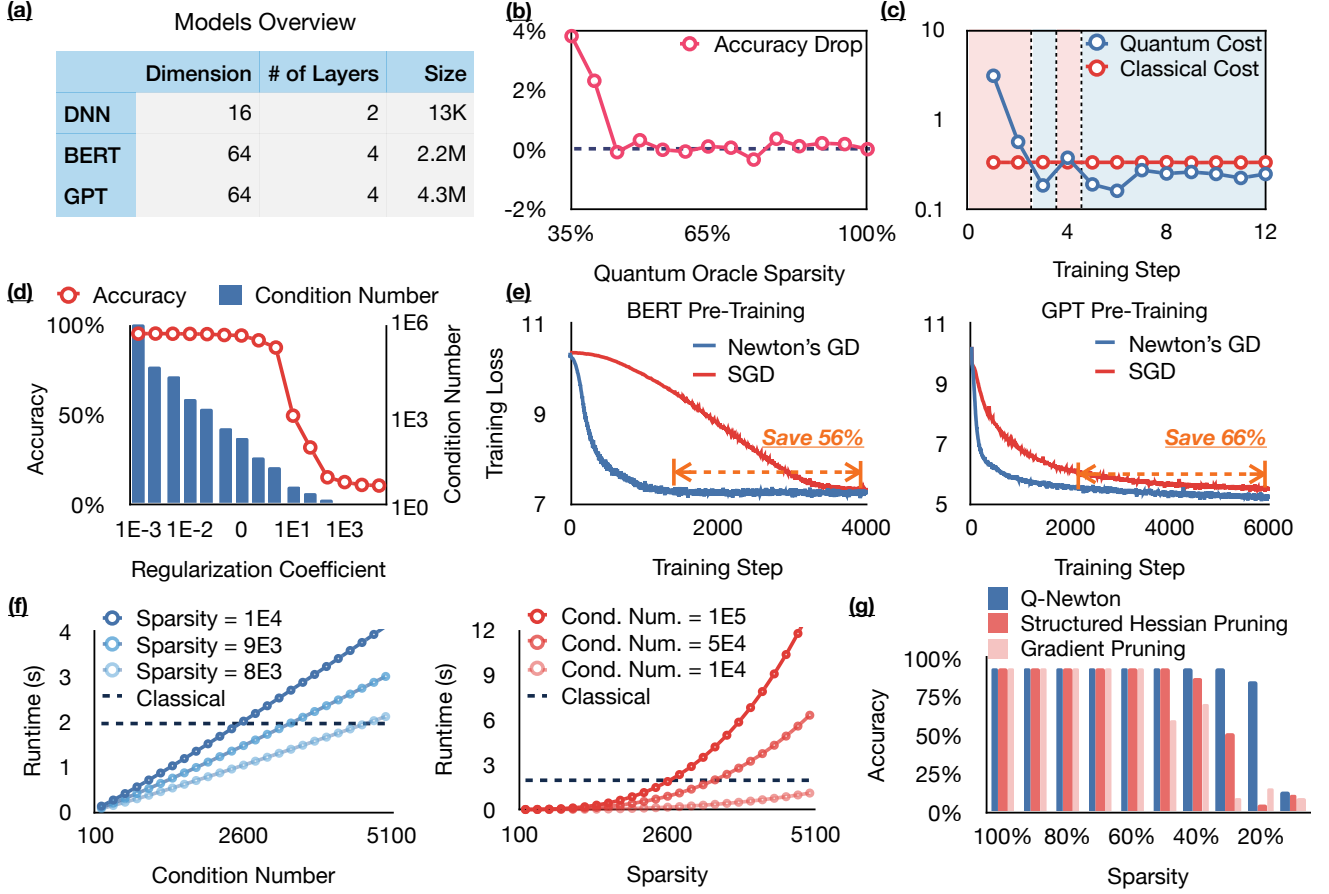 (a)
Models Overview
Dimension # of Layers Size
DNN 16 2 13K
BERT 64 4 2.2M
GPT 64 4 4.3M
(b)
4%
2%
0%
-2%
Accuracy Drop
35% 65% 100%
Quantum Oracle Sparsity
(c)
10
1
0.1
Quantum Cost
Classical Cost
0 4 8 12
Training Step
(d)
Accuracy Condition Number
100%
50%
0%
Accuracy
1E6
1E3
1E0
Condition Number
1E-3 1E-2 0 1E1 1E3
Regularization Coefficient
(e)
BERT Pre-Training
11
9
7
Training Loss
Newton's GD
SGD
Save 56%
0 2000 4000
Training Step
GPT Pre-Training
11
9
7
5
Newton's GD
SGD
Save 66%
0 2000 4000 6000
Training Step
(f)
Sparsity = 1E4
Sparsity = 9E3
Sparsity = 8E3
Classical
4
3
2
1
0
Runtime (s)
100 2600 5100
Condition Number
Cond. Num. = 1E5
Cond. Num. = 5E4
Cond. Num. = 1E4
Classical
12
9
6
3
0
Runtime (s)
100 2600 5100
Sparsity
(g)
Q-Newton
Structured Hessian Pruning
Gradient Pruning
100%
75%
50%
25%
0%
Accuracy
100% 80% 60% 40% 20%
Sparsity